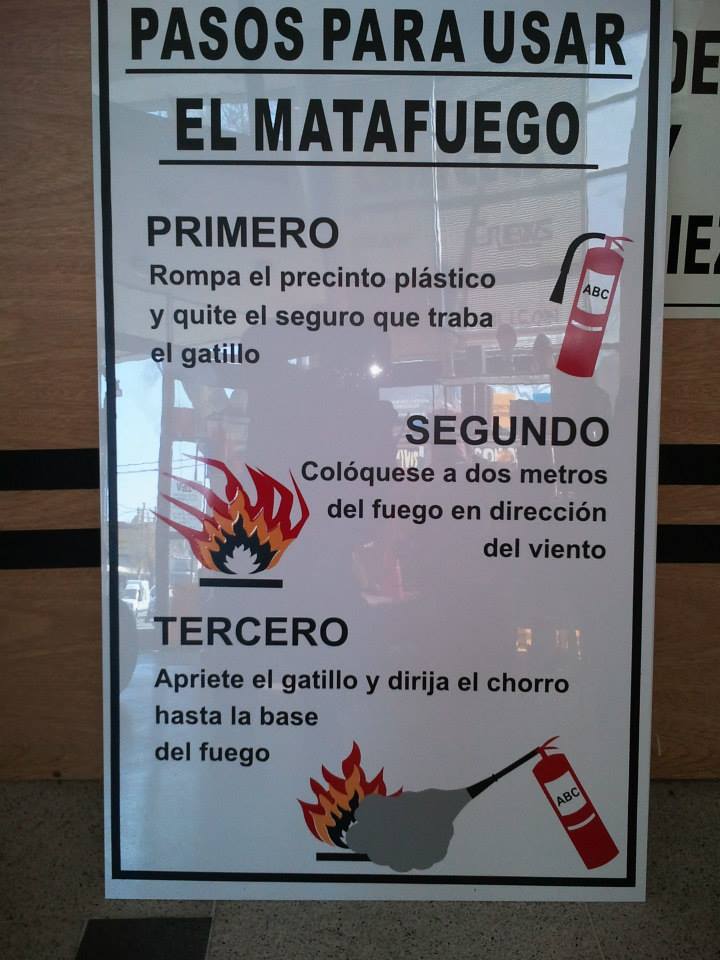 PASOS PARA USAR
EL MATAFUEGO
PRIMERO
Rompa el precinto plástico
y quite el seguro que traba
el gatillo
ABC
SEGUNDO
Colóquese a dos metros
del fuego en dirección
del viento
TERCERO
Apriete el gatillo y dirija el chorro
hasta la base
del fuego
ABC
DE
Y